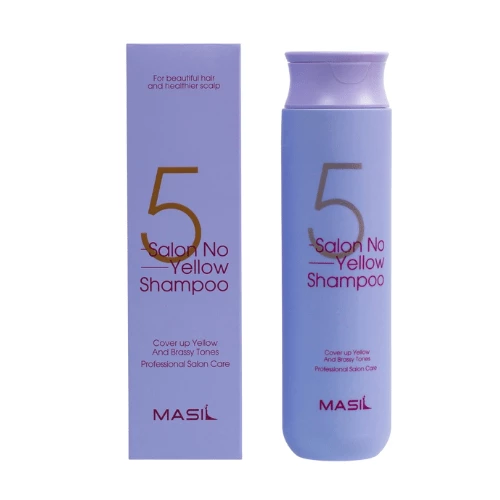 For beautiful hair
and healthier scalp
5
Salon No
Yellow
Shampoo
Cover up Yellow
And Brassy Tones
Professional Salon Care
MASIL
5
Salon No
Yellow
Shampoo
Cover up Yellow
And Brassy Tones
Professional Salon Care
MASIL